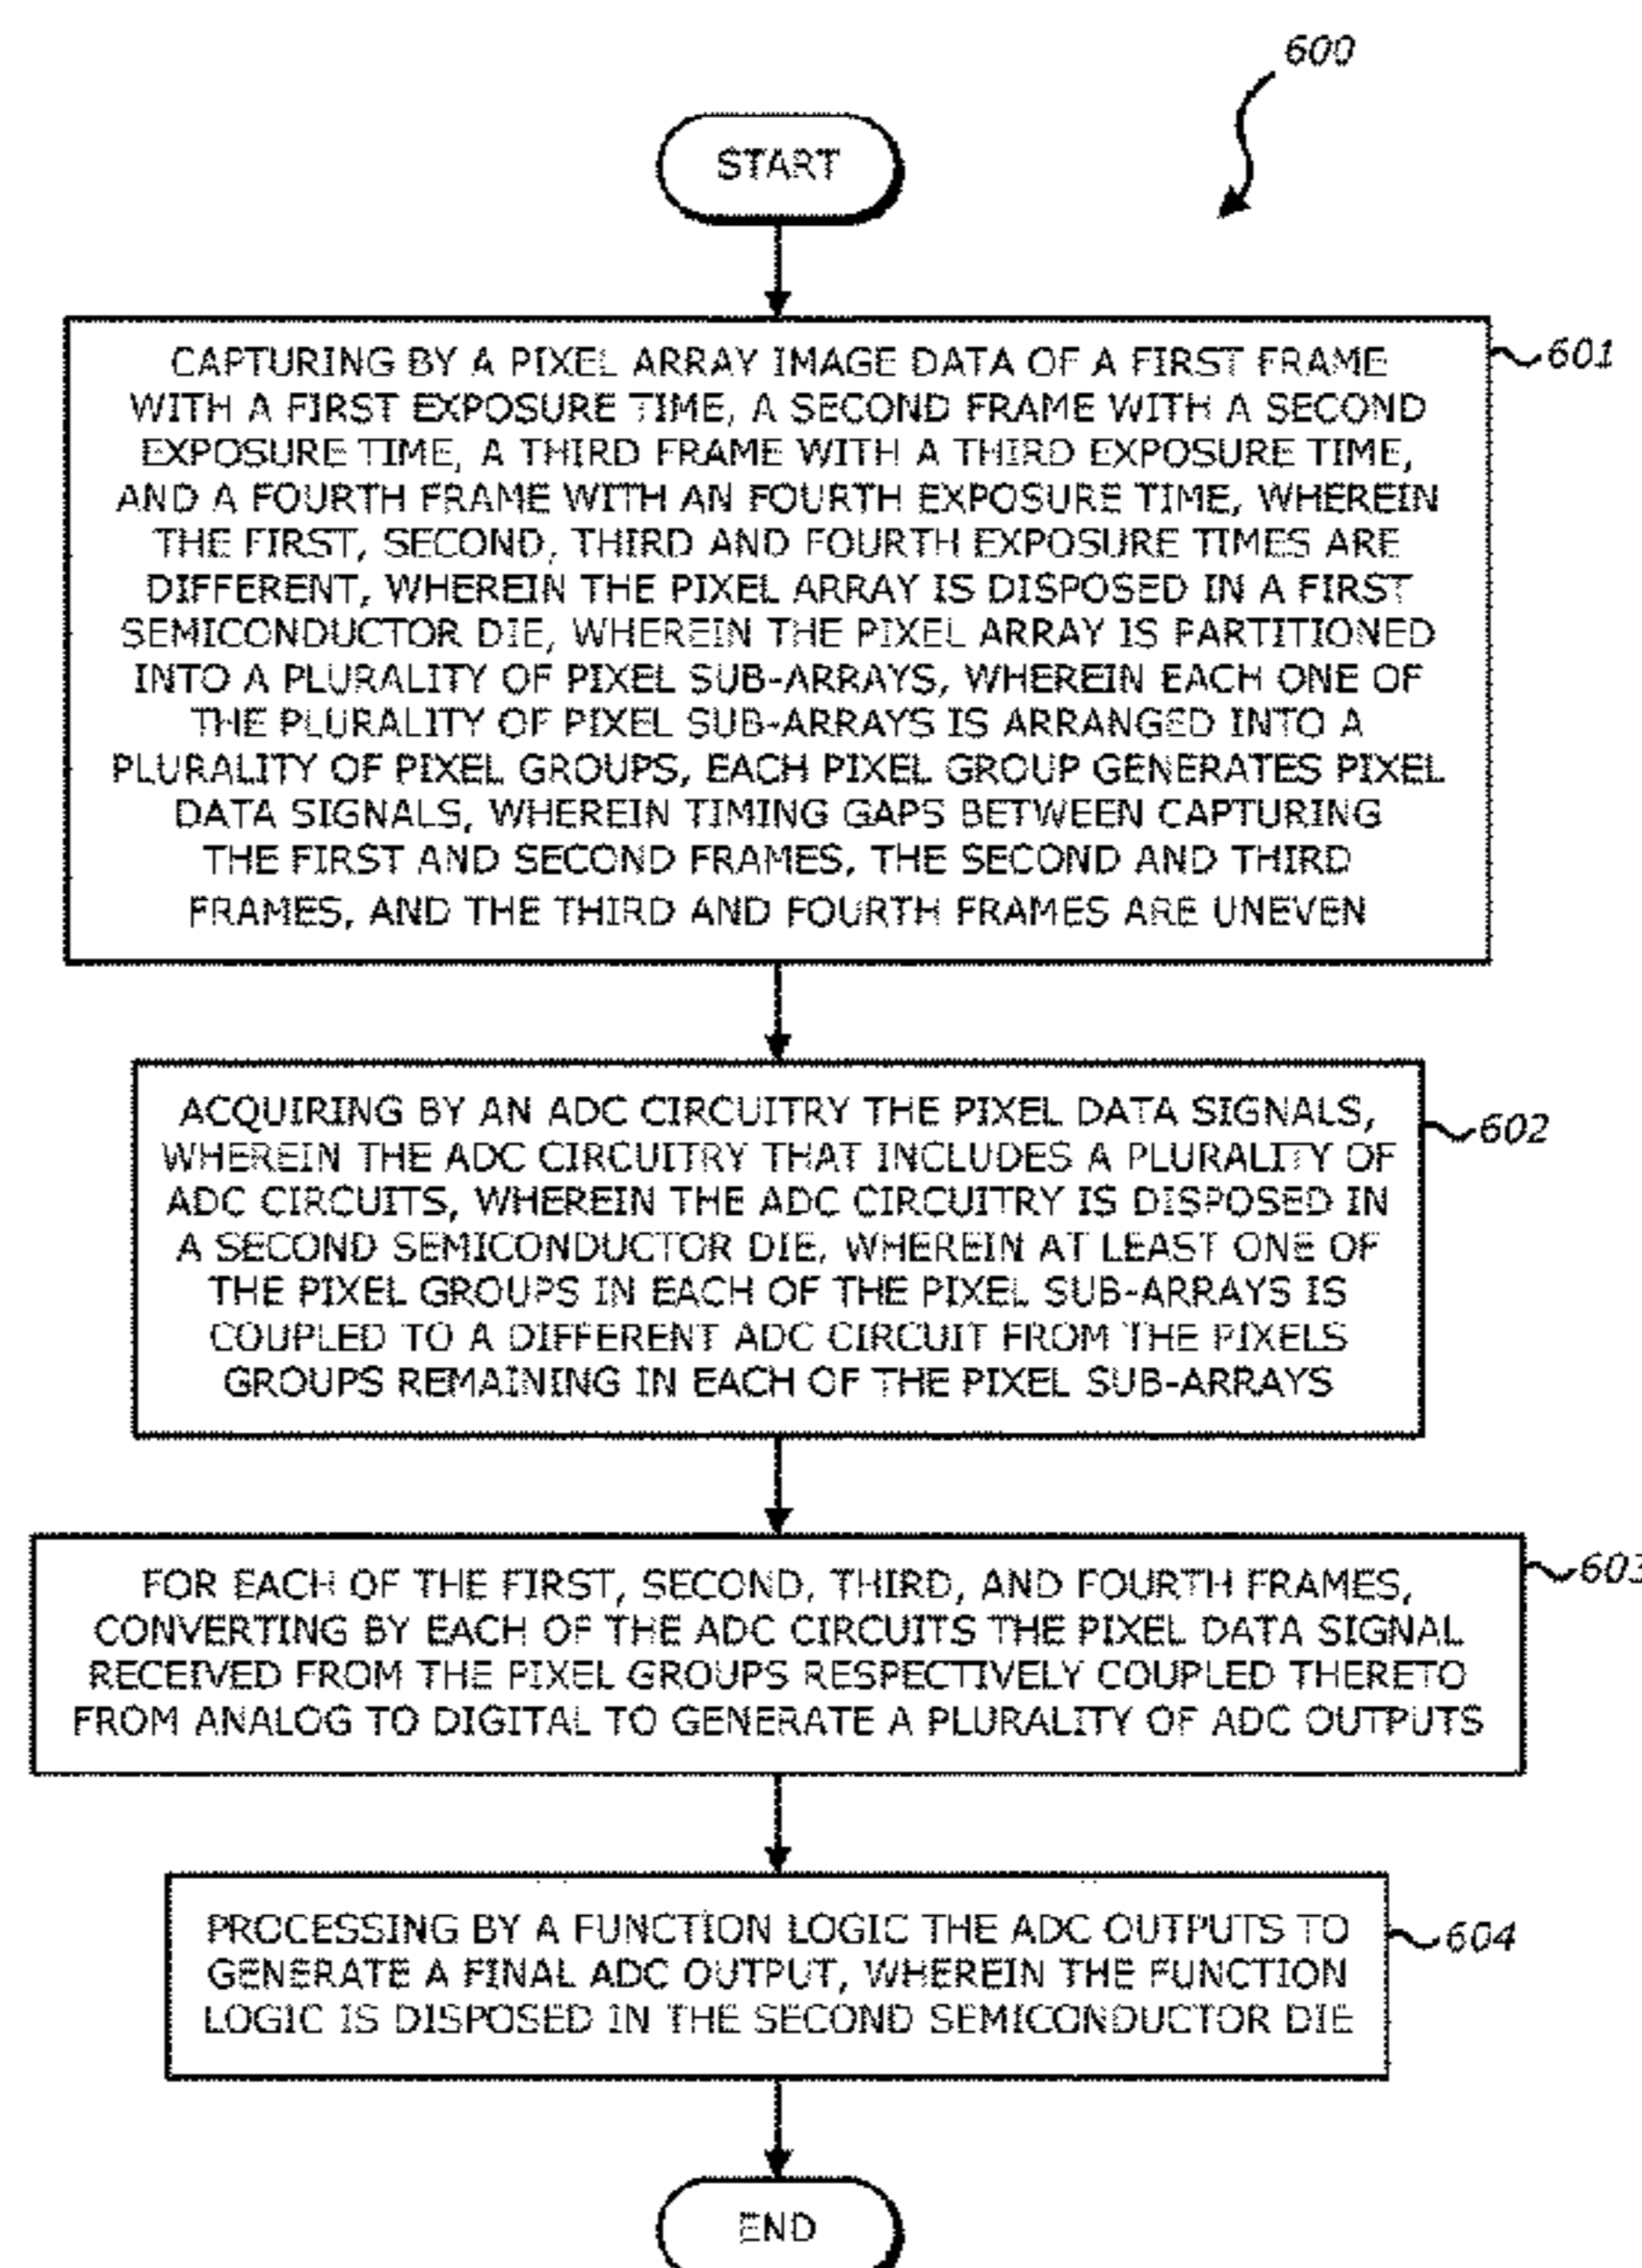 600
START
CAPTURING BY A PIXEL ARRAY IMAGE DATA OF A FIRST FRAME
WITH A FIRST EXPOSURE TIME, A SECOND FRAME WITH A SECOND
EXPOSURE TIME, A THIRD FRAME WITH A THIRD EXPOSURE TIME,
AND A FOURTH FRAME WITH AN FOURTH EXPOSURE TIME, WHEREIN
THE FIRST, SECOND, THIRD AND FOURTH EXPOSURE TIMES ARE
DIFFERENT, WHEREIN THE PIXEL ARRAY IS DISPOSED IN A FIRST
SEMICONDUCTOR DIE, WHEREIN THE PIXEL ARRAY IS PARTITIONED
INTO A PLURALITY OF PIXEL SUB-ARRAYS, WHEREIN EACH ONE OF
THE PLURALITY OF PIXEL SUB-ARRAYS IS ARRANGED INTO A
PLURALITY OF PIXEL GROUPS, EACH PIXEL GROUP GENERATES PIXEL
DATA SIGNALS, WHEREIN TIMING GAPS BETWEEN CAPTURING
THE FIRST AND SECOND FRAMES, THE SECOND AND THIRD
FRAMES, AND THE THIRD AND FOURTH FRAMES ARE UNEVEN
601
ACQUIRING BY AN ADC CIRCUITRY THE PIXEL DATA SIGNALS,
WHEREIN THE ADC CIRCUITRY THAT INCLUDES A PLURALITY OF
ADC CIRCUITS, WHEREIN THE ADC CIRCUITRY IS DISPOSED IN
A SECOND SEMICONDUCTOR DIE, WHEREIN AT LEAST ONE OF
THE PIXEL GROUPS IN EACH OF THE PIXEL SUB-ARRAYS IS
COUPLED TO A DIFFERENT ADC CIRCUIT FROM THE PIXELS
GROUPS REMAINING IN EACH OF THE PIXEL SUB-ARRAYS
602
FOR EACH OF THE FIRST, SECOND, THIRD, AND FOURTH FRAMES,
CONVERTING BY EACH OF THE ADC CIRCUITS THE PIXEL DATA SIGNAL
RECEIVED FROM THE PIXEL GROUPS RESPECTIVELY COUPLED THERETO
FROM ANALOG TO DIGITAL TO GENERATE A PLURALITY OF ADC OUTPUTS
603
PROCESSING BY A FUNCTION LOGIC THE ADC OUTPUTS TO
GENERATE A FINAL ADC OUTPUT, WHEREIN THE FUNCTION
LOGIC IS DISPOSED IN THE SECOND SEMICONDUCTOR DIE
604
END